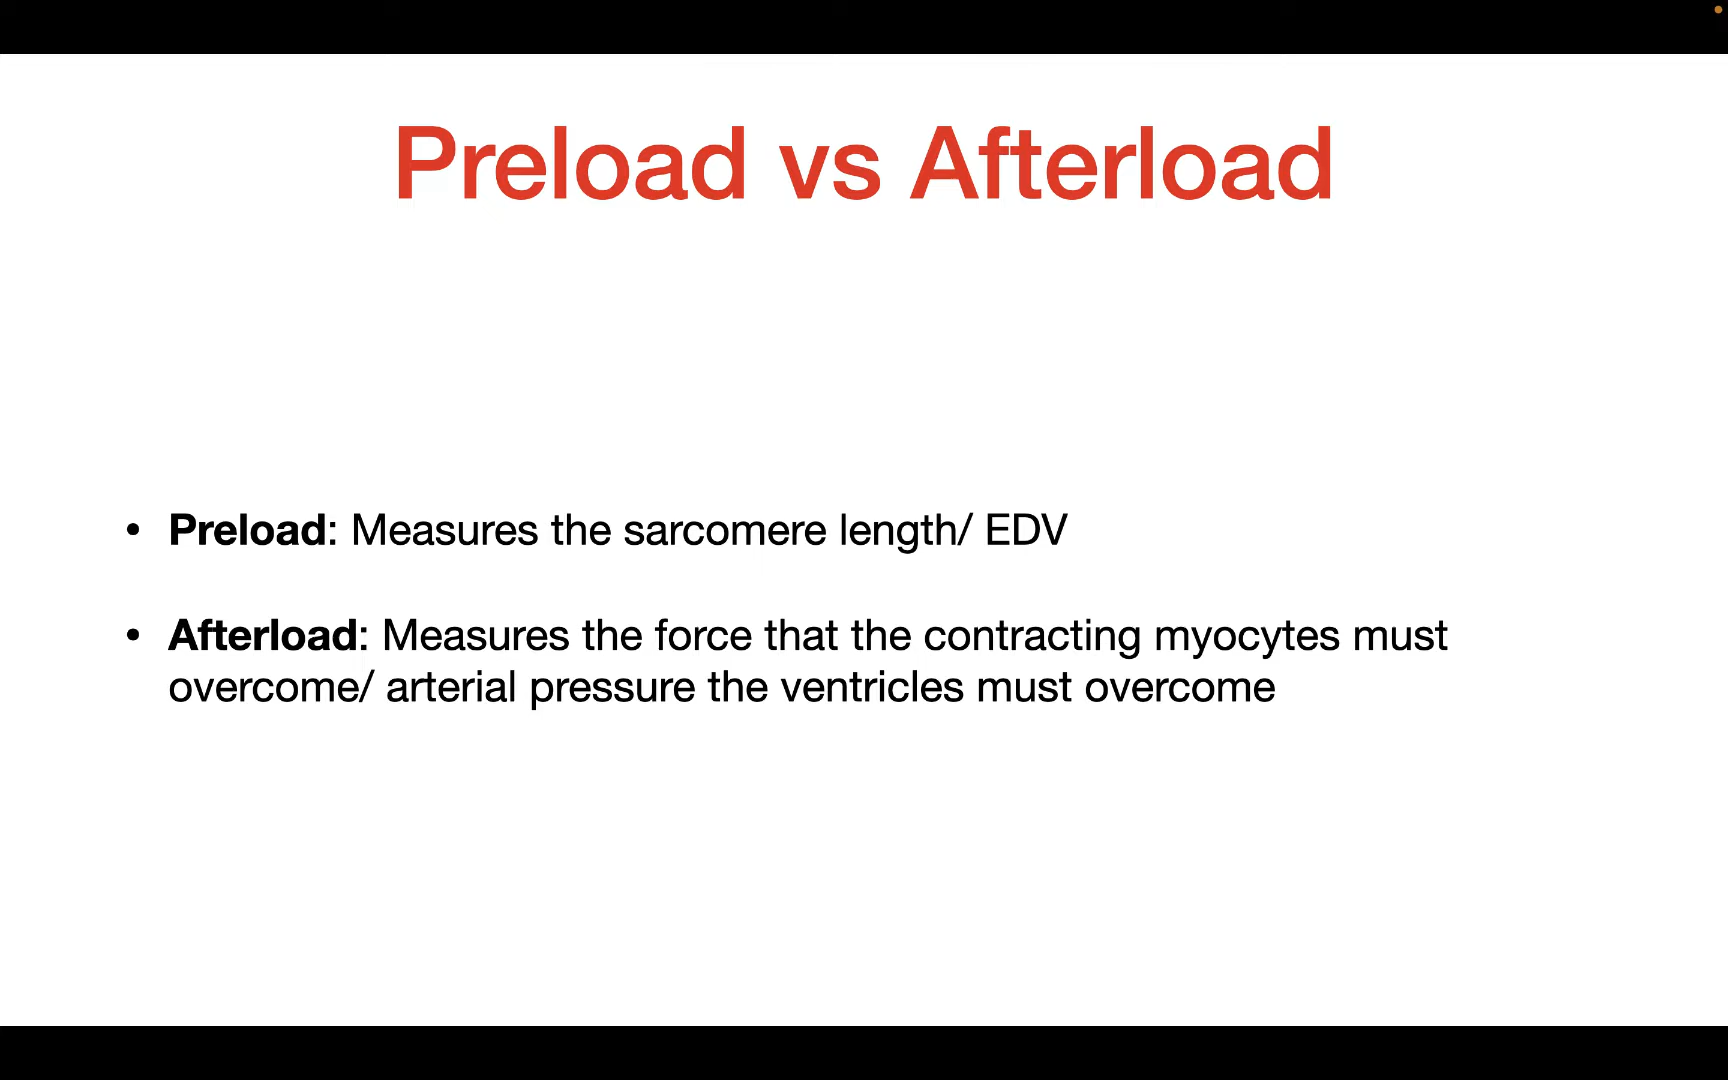 Preload vs Afterload
• Preload: Measures the sarcomere length/ EDV
• Afterload: Measures the force that the contracting myocytes must
overcome/ arterial pressure the ventricles must overcome